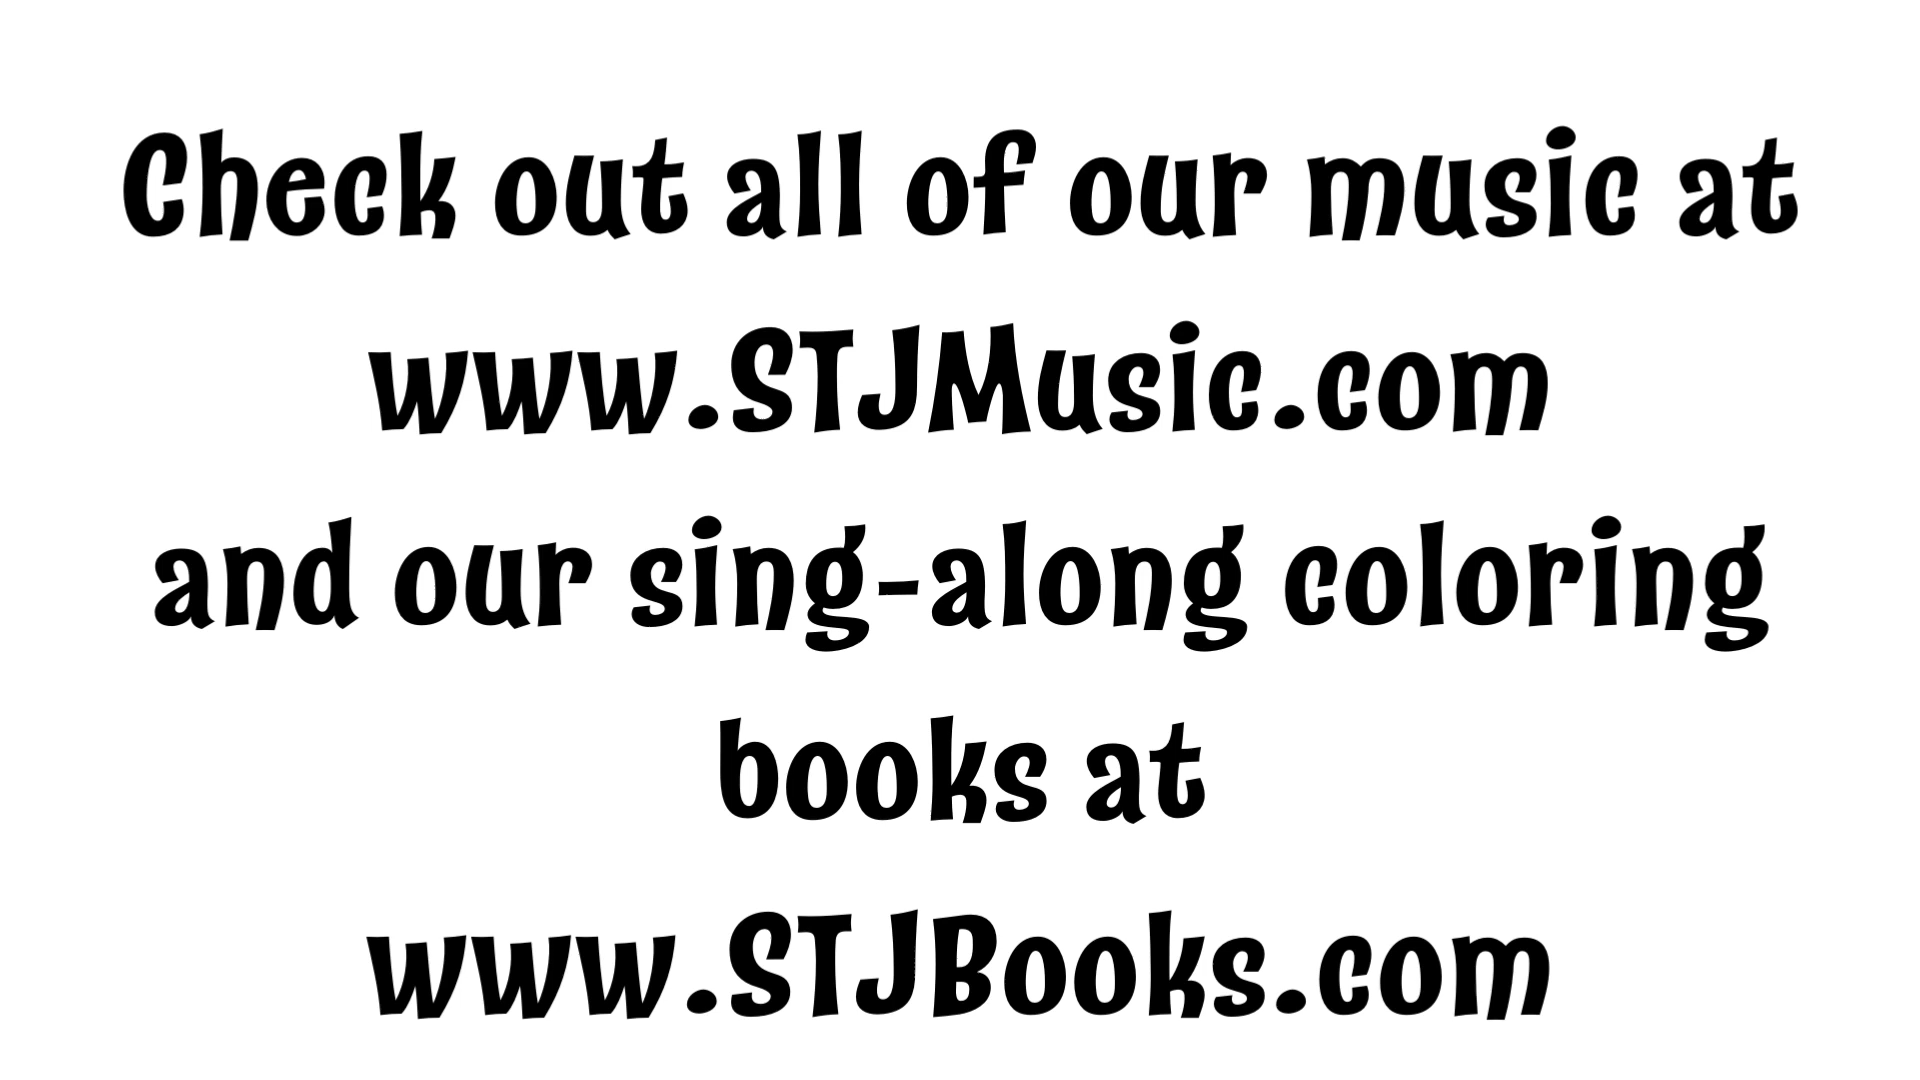 Check out all of our music at
www.STJMusic.com
and our sing-along coloring
books at
www.STJBooks.com